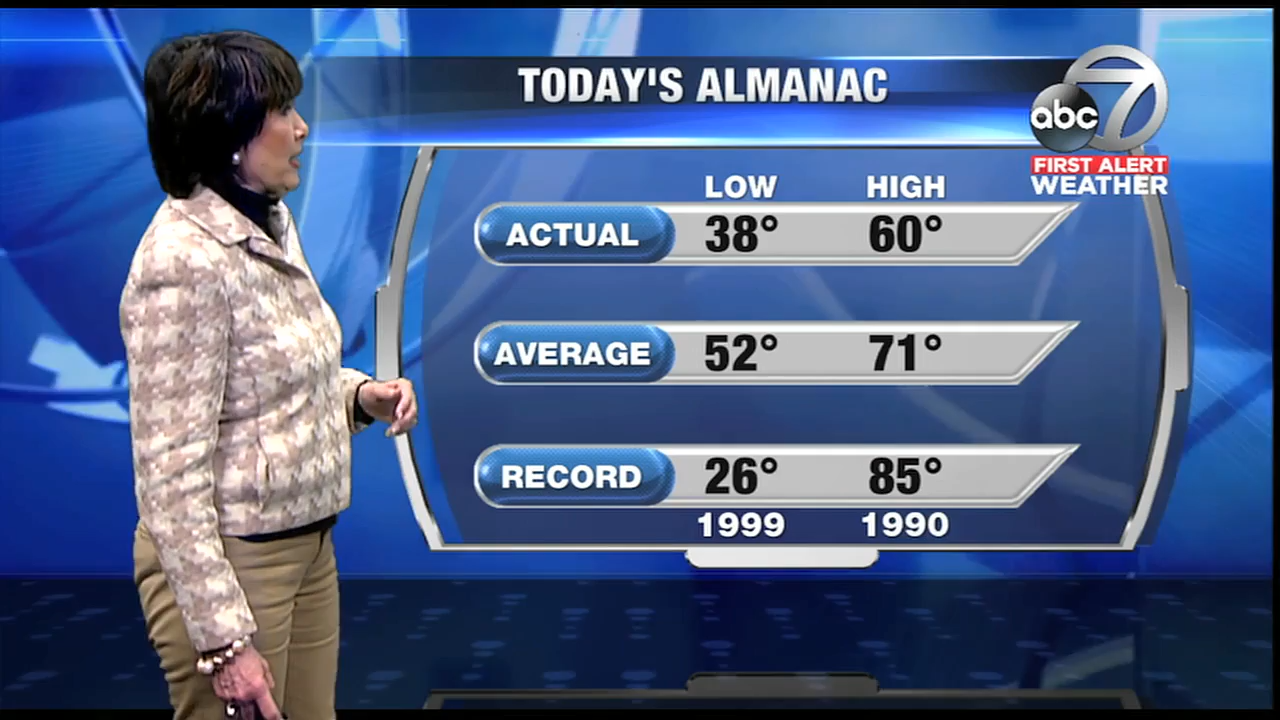 TODAY'S ALMANAC
abc 7
FIRST ALERT
WEATHER
LOW HIGH
ACTUAL 38° 60°
AVERAGE 52° 71°
RECORD 26° 85°
1999 1990